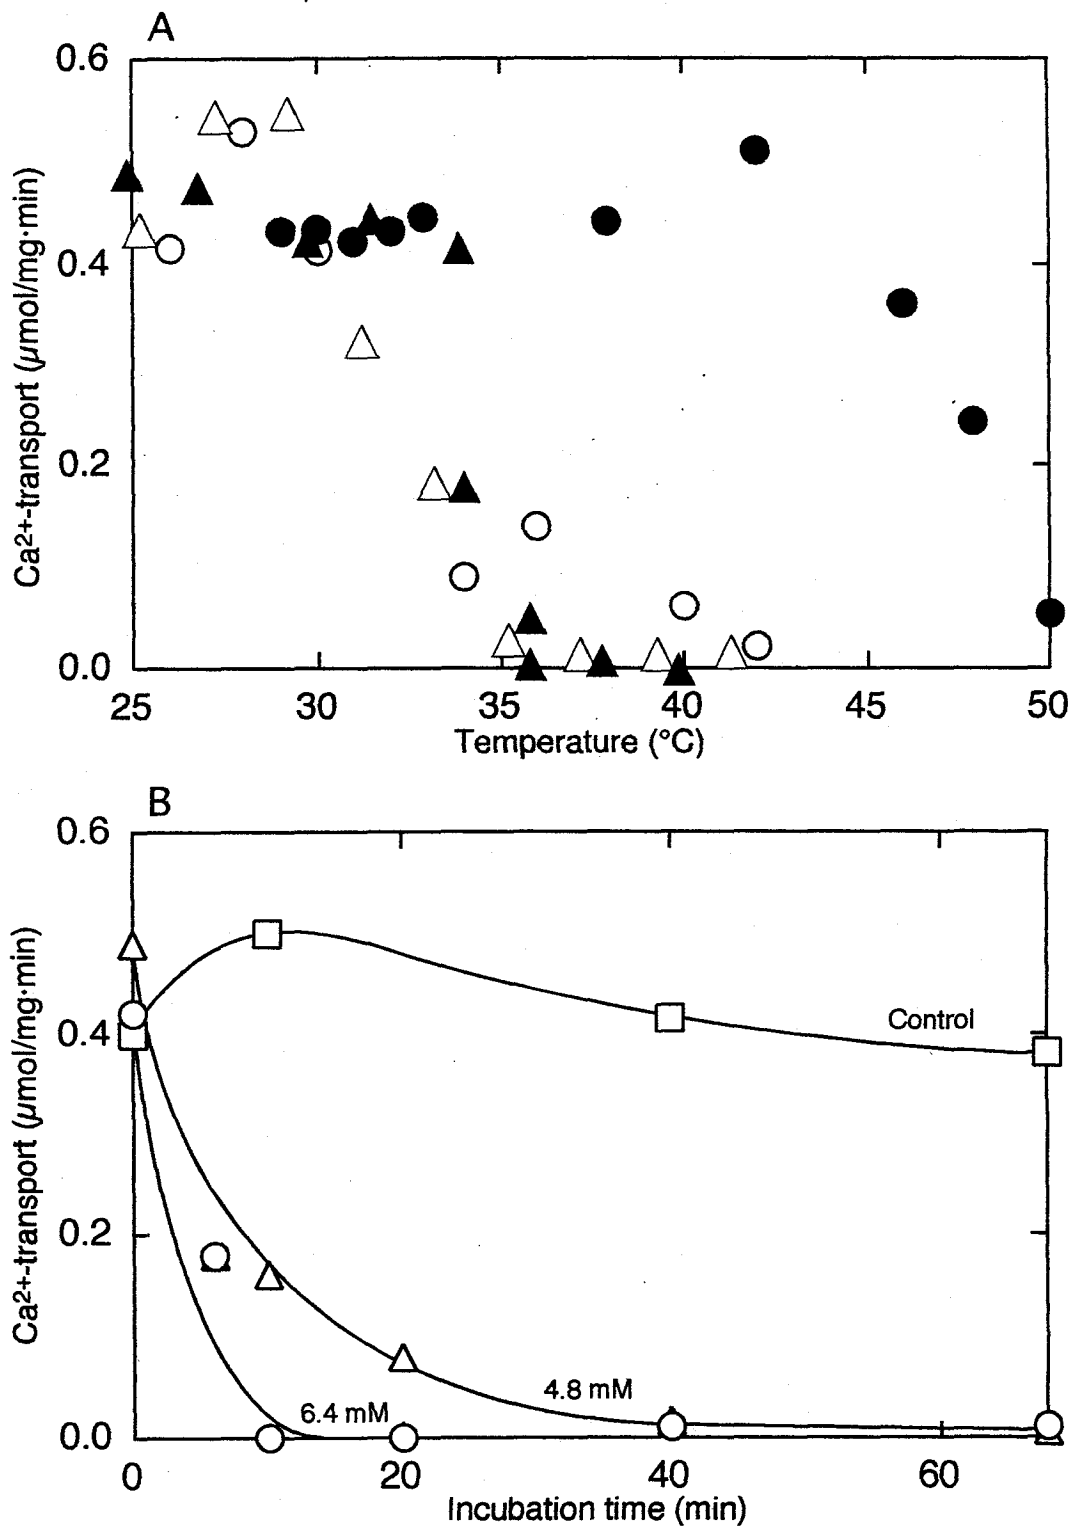 A
0.6
0.4
0.2
0.0
Ca2+-transport (µmol/mg·min)
25 30 35 40 45 50
Temperature (°C)
B
0.6
0.4
0.2
0.0
Ca2+-transport (µmol/mg·min)
Control
4.8 mM
6.4 mM
0 20 40 60
Incubation time (min)